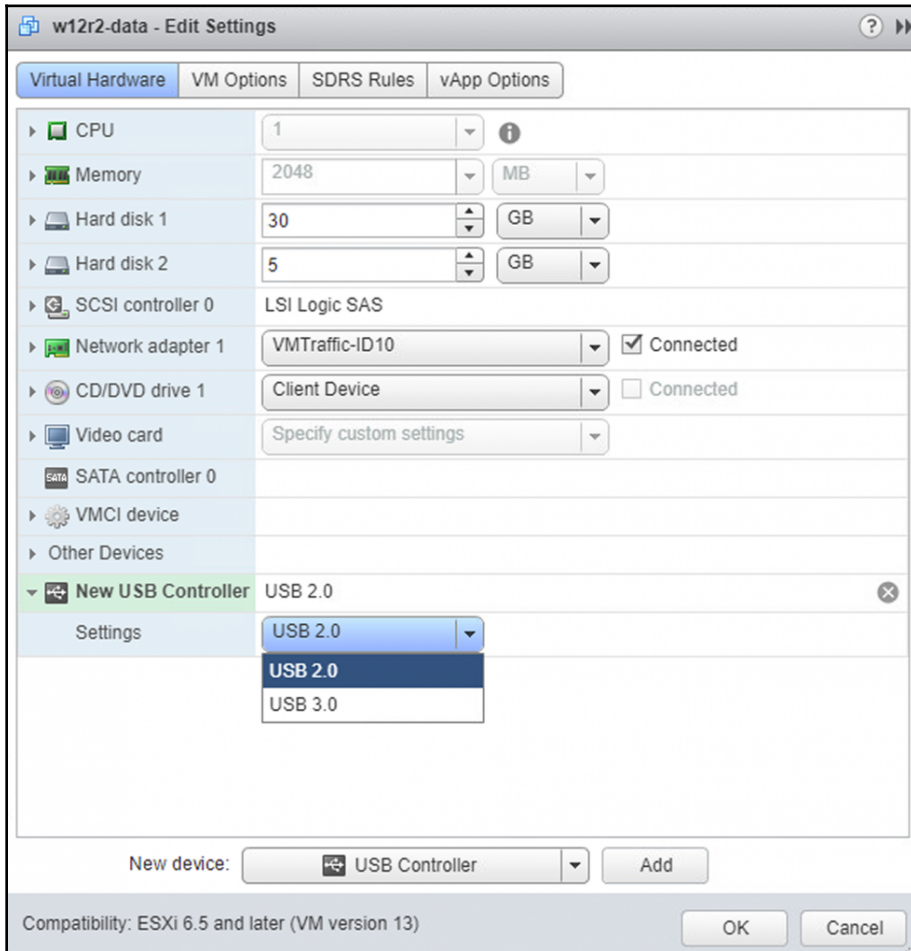 w12r2-data - Edit Settings
?
Virtual Hardware VM Options SDRS Rules vApp Options
CPU 1
Memory 2048 MB
Hard disk 1 30 GB
Hard disk 2 5 GB
SCSI controller 0 LSI Logic SAS
Network adapter 1 VMTraffic-ID10 Connected
CD/DVD drive 1 Client Device Connected
Video card Specify custom settings
SATA SATA controller 0
VMCI device
Other Devices
New USB Controller USB 2.0
Settings USB 2.0
USB 2.0
USB 3.0
New device: USB Controller Add
Compatibility: ESXi 6.5 and later (VM version 13) OK Cancel